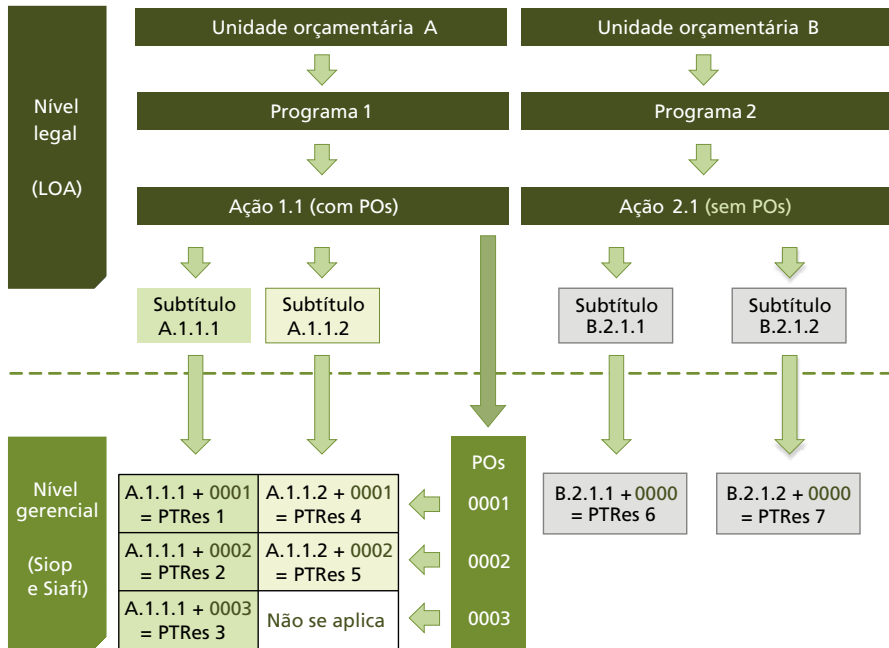 Nível
legal
(LOA)
Unidade orçamentária A
Unidade orçamentária B
Programa 1
Programa 2
Ação 1.1 (com POs)
Ação 2.1 (sem POs)
Subtítulo
A.1.1.1
Subtítulo
A.1.1.2
Subtítulo
B.2.1.1
Subtítulo
B.2.1.2
Nível
gerencial
(Siop
e Siafi)
A.1.1.1 + 0001
= PTRes 1
A.1.1.2 + 0001
= PTRes 4
A.1.1.1 + 0002
= PTRes 2
A.1.1.2 + 0002
= PTRes 5
A.1.1.1 + 0003
= PTRes 3
Não se aplica
POs
0001
0002
0003
B.2.1.1 + 0000
= PTRes 6
B.2.1.2 + 0000
= PTRes 7